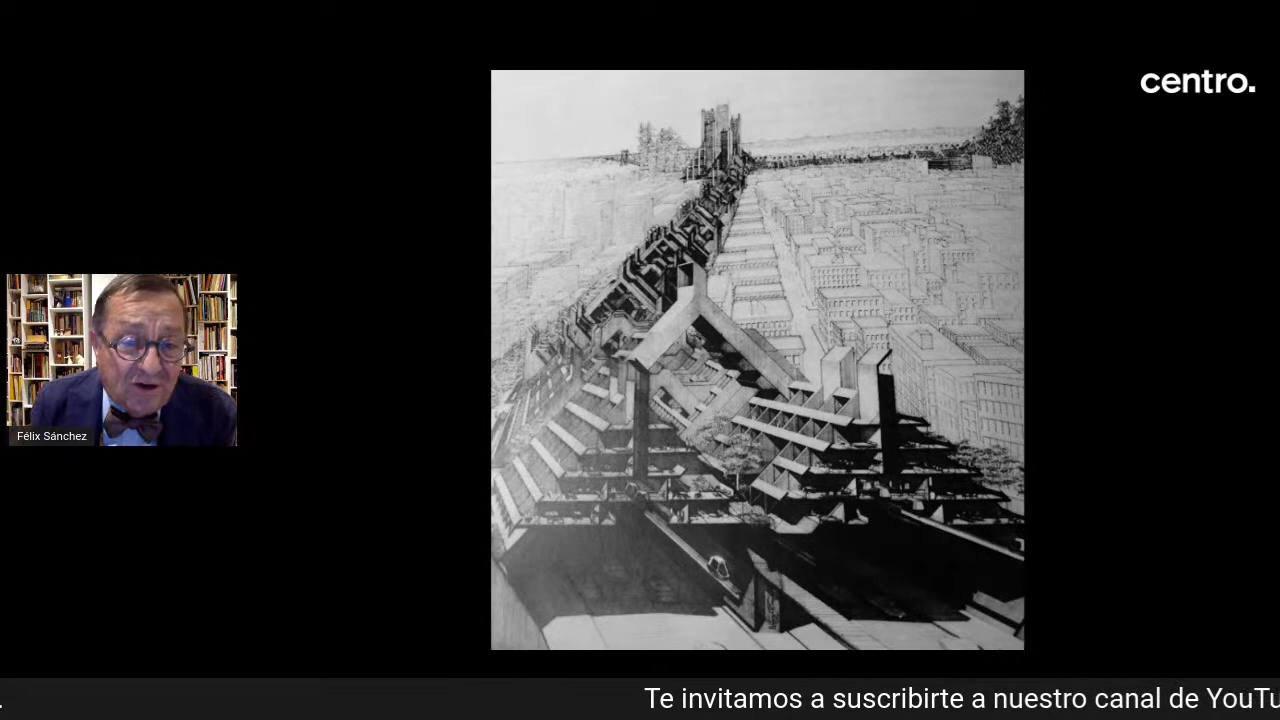 centro.
Félix Sánchez
. Te invitamos a suscribirte a nuestro canal de YouTu